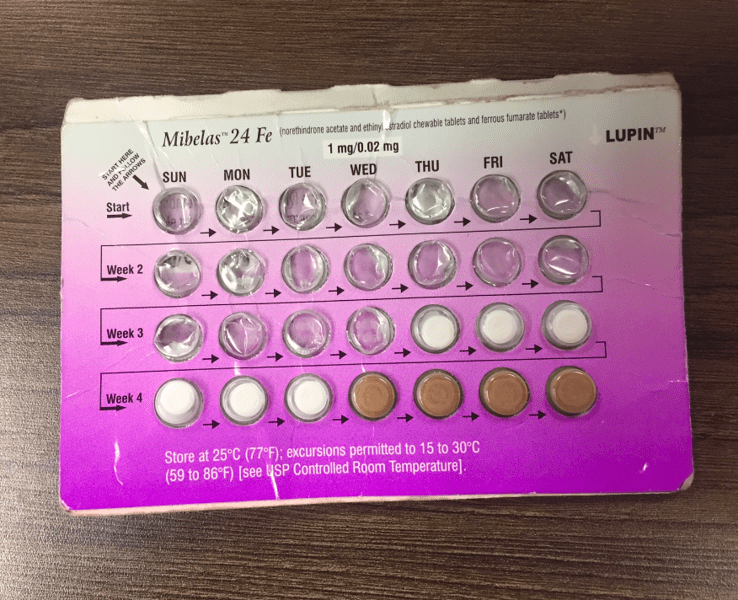 Mibelas™ 24 Fe (norethindrone acetate and ethinyl estradiol chewable tablets and ferrous fumarate tablets*)
1 mg/0.02 mg
LUPIN™
START HERE
AND FOLLOW
THE ARROWS
SUN MON TUE WED THU FRI SAT
Start
Week 2
Week 3
Week 4
Store at 25°C (77°F); excursions permitted to 15 to 30°C
(59 to 86°F) [see USP Controlled Room Temperature].